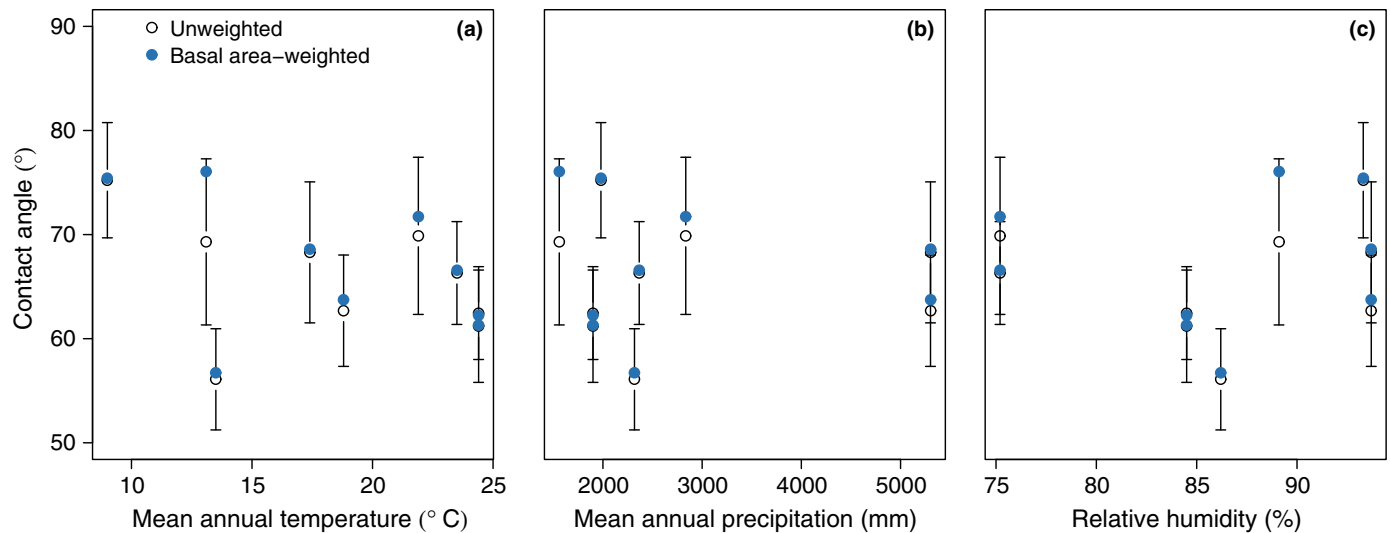 (a)
Unweighted
Basal area−weighted
(b)
(c)
Contact angle (°)
90
80
70
60
50
10 15 20 25
Mean annual temperature (° C)
2000 3000 4000 5000
Mean annual precipitation (mm)
75 80 85 90
Relative humidity (%)